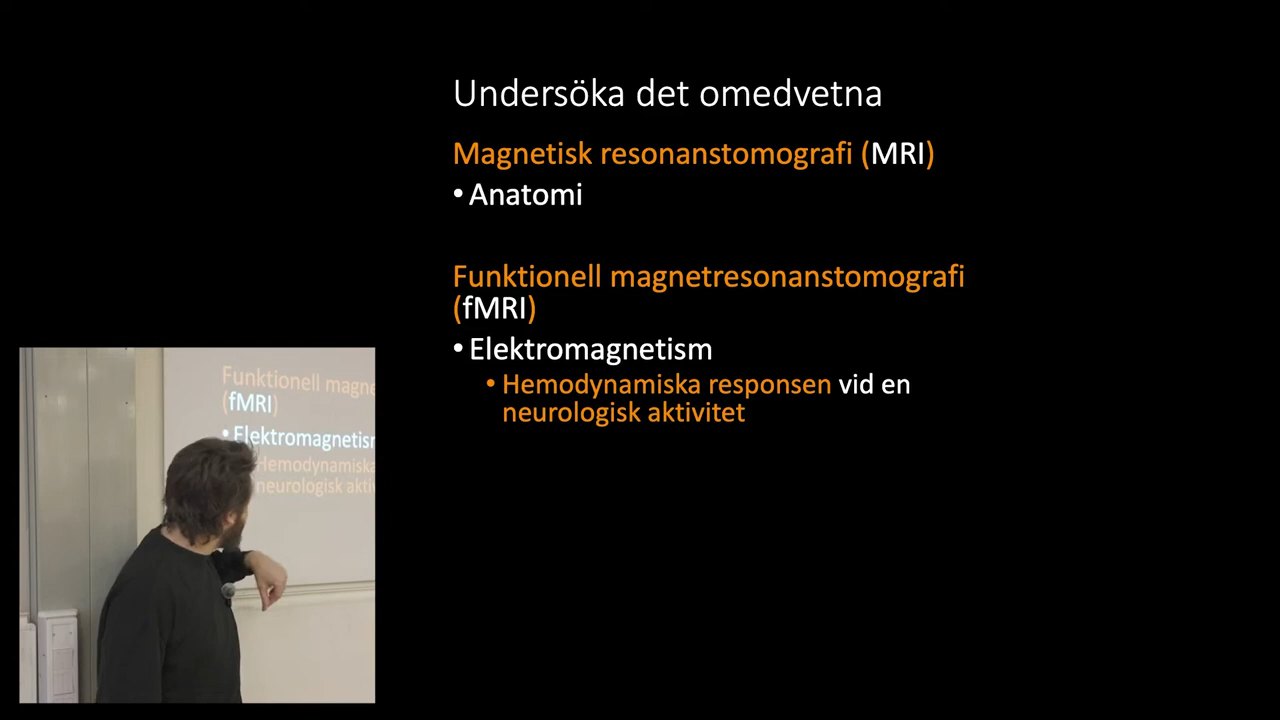 Undersöka det omedvetna
Magnetisk resonanstomografi (MRI)
• Anatomi
Funktionell magnetresonanstomografi
(fMRI)
• Elektromagnetism
• Hemodynamiska responsen vid en
neurologisk aktivitet
Funktionell magne
(fMRI)
• Elektromagnetism
Hemodynamiska
neurologisk aktiv